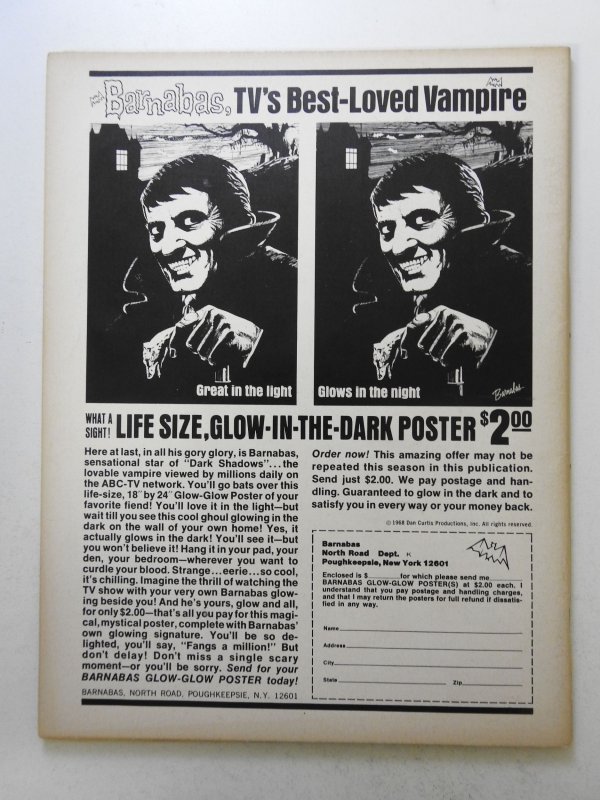 Barnabas, TV's Best-Loved Vampire
Great in the light
Glows in the night
Barnabas
WHAT A
SIGHT! LIFE SIZE, GLOW-IN-THE-DARK POSTER $2.00
Here at last, in all his gory glory, is Barnabas,
sensational star of "Dark Shadows"...the
lovable vampire viewed by millions daily on
the ABC-TV network. You'll go bats over this
life-size, 18" by 24" Glow-Glow Poster of your
favorite fiend! You'll love it in the light—but
wait till you see this cool ghoul glowing in the
dark on the wall of your own home! Yes, it
actually glows in the dark! You'll see it—but
you won't believe it! Hang it in your pad, your
den, your bedroom—wherever you want to
curdle your blood. Strange...eerie...so cool,
it's chilling. Imagine the thrill of watching the
TV show with your very own Barnabas glow-
ing beside you! And he's yours, glow and all,
for only $2.00—that's all you pay for this magi-
cal, mystical poster, complete with Barnabas'
own glowing signature. You'll be so de-
lighted, you'll say, "Fangs a million!" But
don't delay! Don't miss a single scary
moment—or you'll be sorry. Send for your
BARNABAS GLOW-GLOW POSTER today!
BARNABAS, NORTH ROAD, POUGHKEEPSIE, N.Y. 12601
Order now! This amazing offer may not be
repeated this season in this publication.
Send just $2.00. We pay postage and han-
dling. Guaranteed to glow in the dark and to
satisfy you in every way or your money back.
© 1968 Dan Curtis Productions, Inc. All rights reserved.
Barnabas
North Road Dept. K
Poughkeepsie, New York 12601
Enclosed is $ for which please send me
BARNABAS GLOW-GLOW POSTER(S) at $2.00 each. I
understand that you pay postage and handling charges,
and that I may return the posters for full refund if dissatis-
fied in any way.
Name
Address
City
State Zip